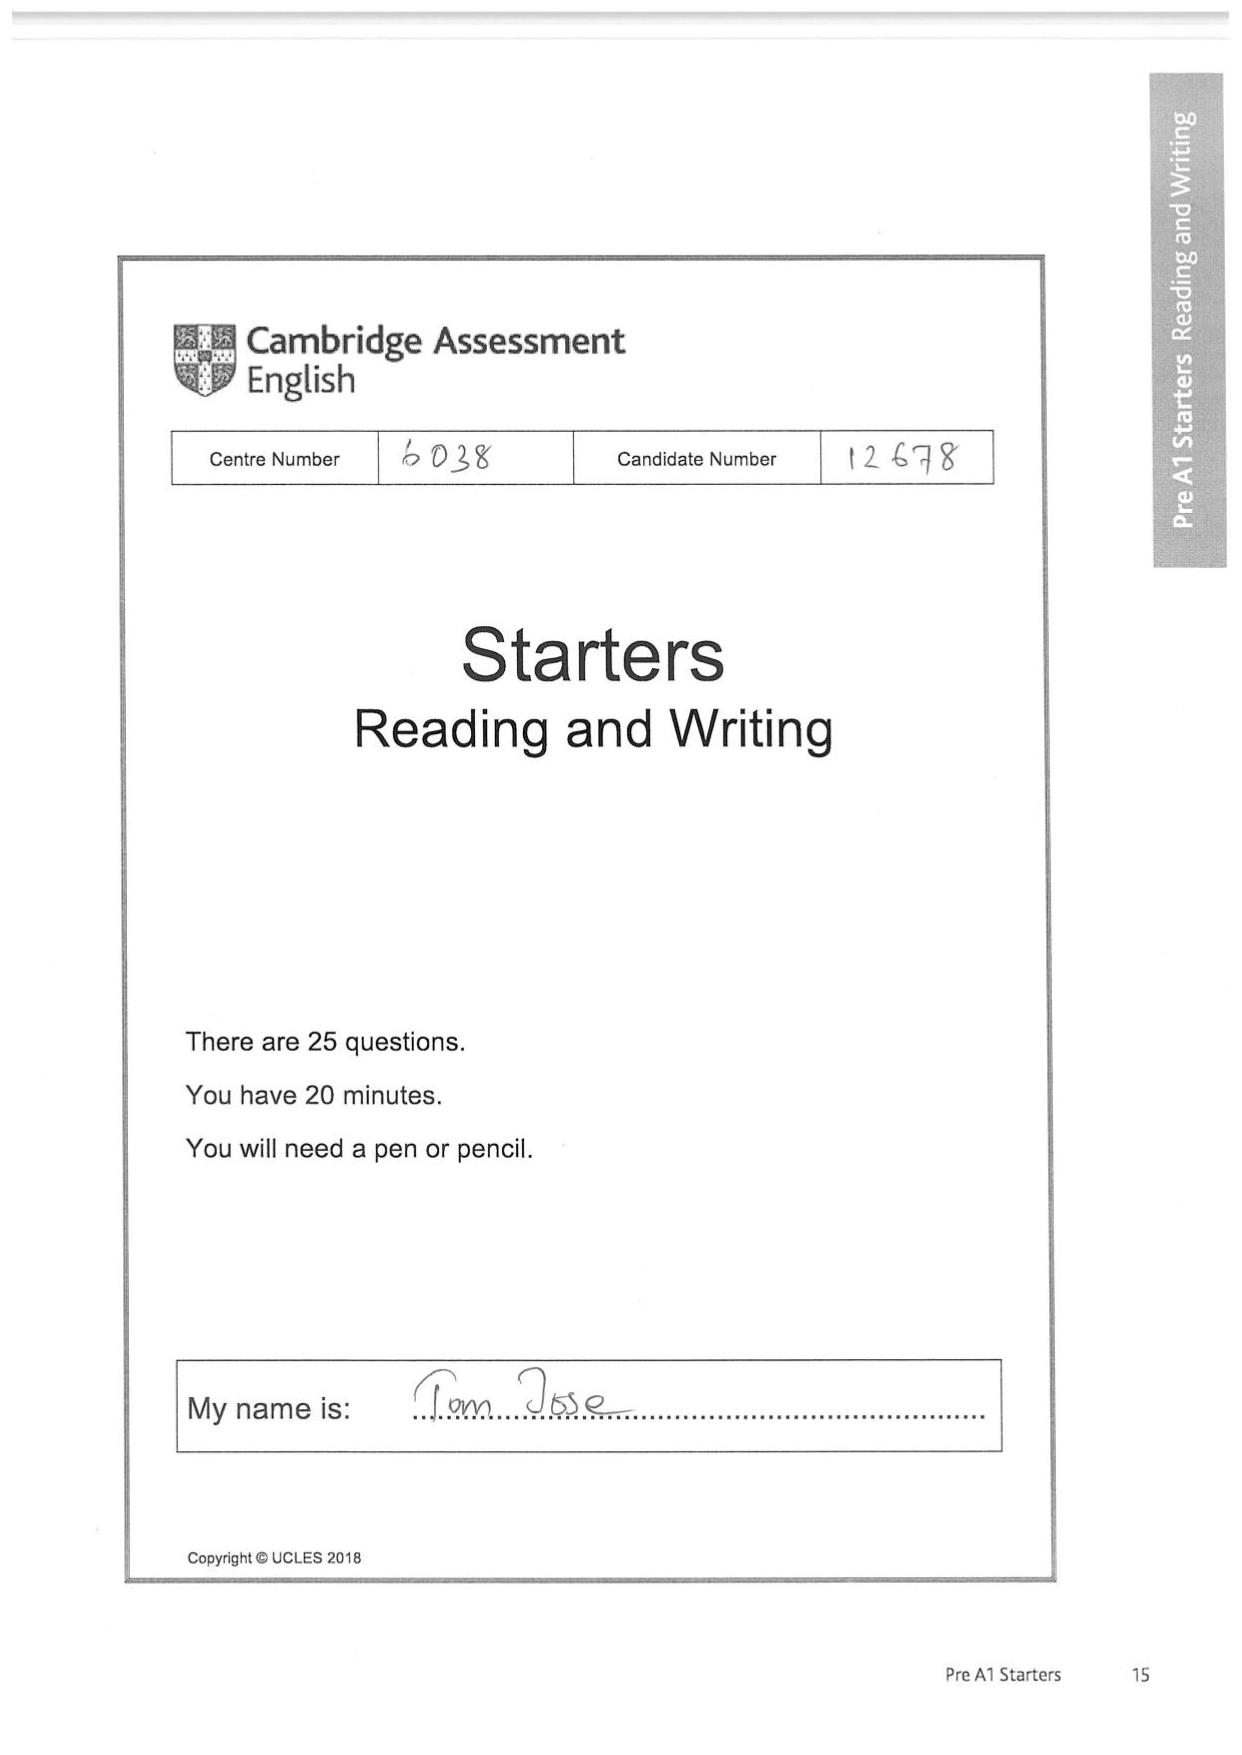 Pre A1 Starters Reading and Writing
Cambridge Assessment
English
Centre Number 6038 Candidate Number 12678
Starters
Reading and Writing
There are 25 questions.
You have 20 minutes.
You will need a pen or pencil.
My name is: Tom Jose
Copyright © UCLES 2018
Pre A1 Starters 15